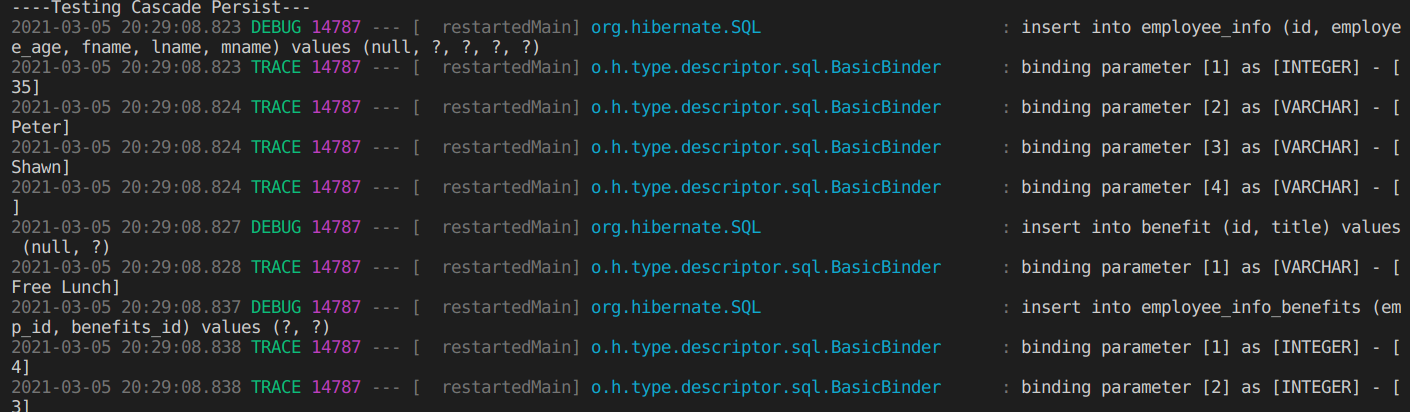 ----Testing Cascade Persist---
2021-03-05 20:29:08.823 DEBUG 14787 --- [  restartedMain] org.hibernate.SQL                        : insert into employee_info (id, employe
e_age, fname, lname, mname) values (null, ?, ?, ?, ?)
2021-03-05 20:29:08.823 TRACE 14787 --- [  restartedMain] o.h.type.descriptor.sql.BasicBinder      : binding parameter [1] as [INTEGER] - [
35]
2021-03-05 20:29:08.824 TRACE 14787 --- [  restartedMain] o.h.type.descriptor.sql.BasicBinder      : binding parameter [2] as [VARCHAR] - [
Peter]
2021-03-05 20:29:08.824 TRACE 14787 --- [  restartedMain] o.h.type.descriptor.sql.BasicBinder      : binding parameter [3] as [VARCHAR] - [
Shawn]
2021-03-05 20:29:08.824 TRACE 14787 --- [  restartedMain] o.h.type.descriptor.sql.BasicBinder      : binding parameter [4] as [VARCHAR] - [
]
2021-03-05 20:29:08.827 DEBUG 14787 --- [  restartedMain] org.hibernate.SQL                        : insert into benefit (id, title) values
 (null, ?)
2021-03-05 20:29:08.828 TRACE 14787 --- [  restartedMain] o.h.type.descriptor.sql.BasicBinder      : binding parameter [1] as [VARCHAR] - [
Free Lunch]
2021-03-05 20:29:08.837 DEBUG 14787 --- [  restartedMain] org.hibernate.SQL                        : insert into employee_info_benefits (em
p_id, benefits_id) values (?, ?)
2021-03-05 20:29:08.838 TRACE 14787 --- [  restartedMain] o.h.type.descriptor.sql.BasicBinder      : binding parameter [1] as [INTEGER] - [
4]
2021-03-05 20:29:08.838 TRACE 14787 --- [  restartedMain] o.h.type.descriptor.sql.BasicBinder      : binding parameter [2] as [INTEGER] - [
3]